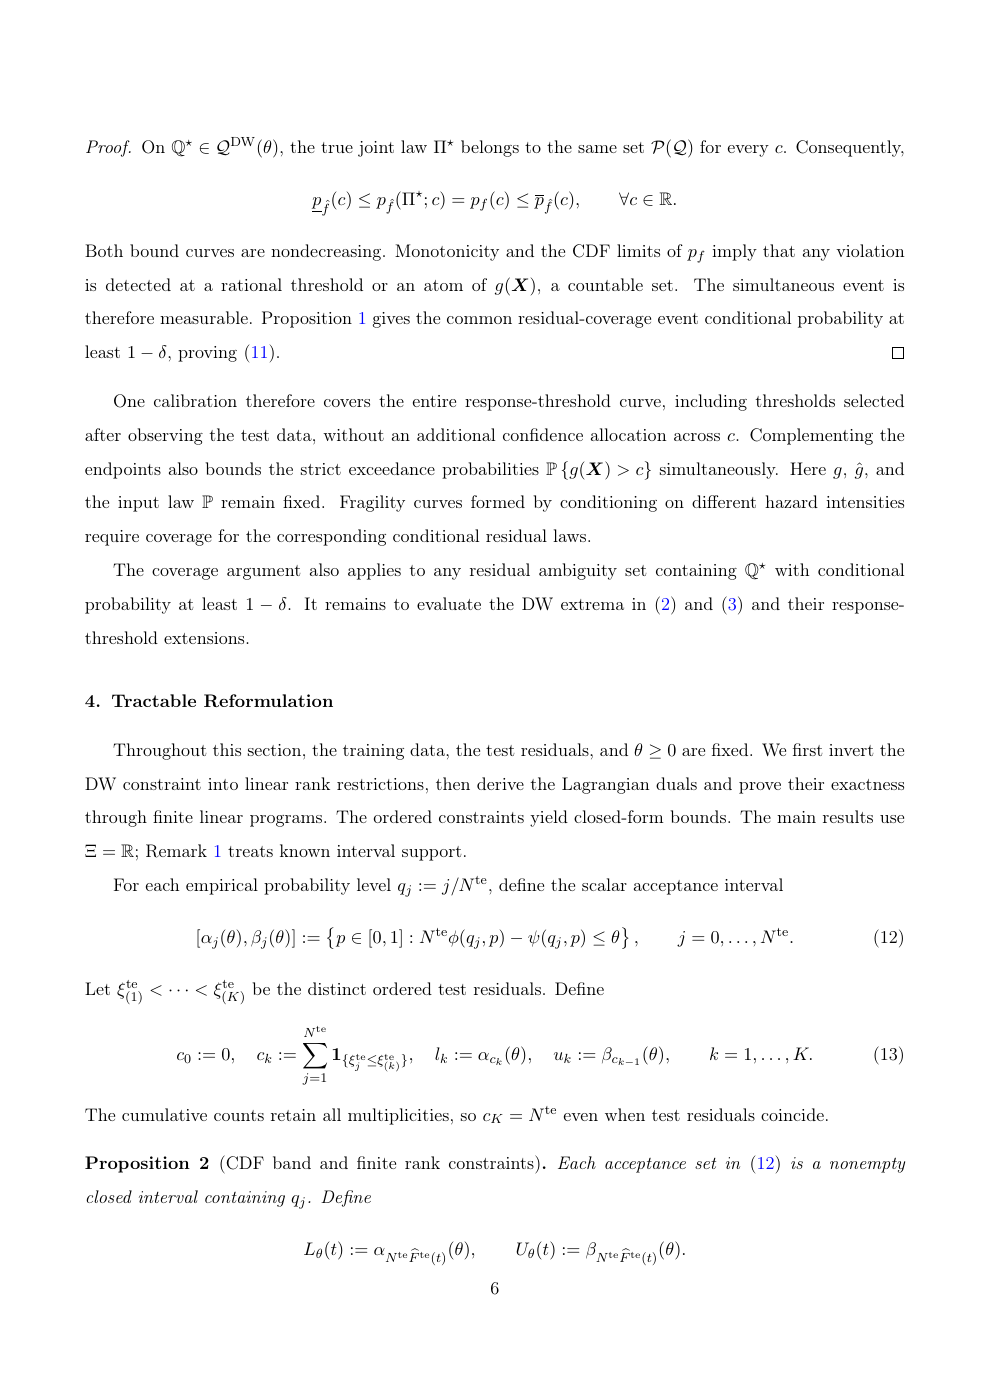 Proof. On ℚ⋆ ∈ 𝒬^DW(θ), the true joint law Π⋆ belongs to the same set 𝒫(𝒬) for every c. Consequently,
p̲_f̂(c) ≤ p_f̂(Π⋆; c) = p_f(c) ≤ p̅_f̂(c), ∀c ∈ ℝ.
Both bound curves are nondecreasing. Monotonicity and the CDF limits of p_f imply that any violation
is detected at a rational threshold or an atom of g(X), a countable set. The simultaneous event is
therefore measurable. Proposition 1 gives the common residual-coverage event conditional probability at
least 1 − δ, proving (11). □
One calibration therefore covers the entire response-threshold curve, including thresholds selected
after observing the test data, without an additional confidence allocation across c. Complementing the
endpoints also bounds the strict exceedance probabilities ℙ{g(X) > c} simultaneously. Here g, ĝ, and
the input law ℙ remain fixed. Fragility curves formed by conditioning on different hazard intensities
require coverage for the corresponding conditional residual laws.
The coverage argument also applies to any residual ambiguity set containing ℚ⋆ with conditional
probability at least 1 − δ. It remains to evaluate the DW extrema in (2) and (3) and their response-
threshold extensions.
4. Tractable Reformulation
Throughout this section, the training data, the test residuals, and θ ≥ 0 are fixed. We first invert the
DW constraint into linear rank restrictions, then derive the Lagrangian duals and prove their exactness
through finite linear programs. The ordered constraints yield closed-form bounds. The main results use
Ξ = ℝ; Remark 1 treats known interval support.
For each empirical probability level q_j := j/N^te, define the scalar acceptance interval
[α_j(θ), β_j(θ)] := {p ∈ [0, 1] : N^te ϕ(q_j, p) − ψ(q_j, p) ≤ θ}, j = 0, . . . , N^te. (12)
Let ξ^te_(1) < · · · < ξ^te_(K) be the distinct ordered test residuals. Define
c_0 := 0, c_k := ∑_{j=1}^{N^te} 1_{ξ^te_j ≤ ξ^te_(k)}, l_k := α_{c_k}(θ), u_k := β_{c_{k−1}}(θ), k = 1, . . . , K. (13)
The cumulative counts retain all multiplicities, so c_K = N^te even when test residuals coincide.
Proposition 2 (CDF band and finite rank constraints). Each acceptance set in (12) is a nonempty
closed interval containing q_j. Define
L_θ(t) := α_{N^te F̂^te(t)}(θ), U_θ(t) := β_{N^te F̂^te(t)}(θ).
6